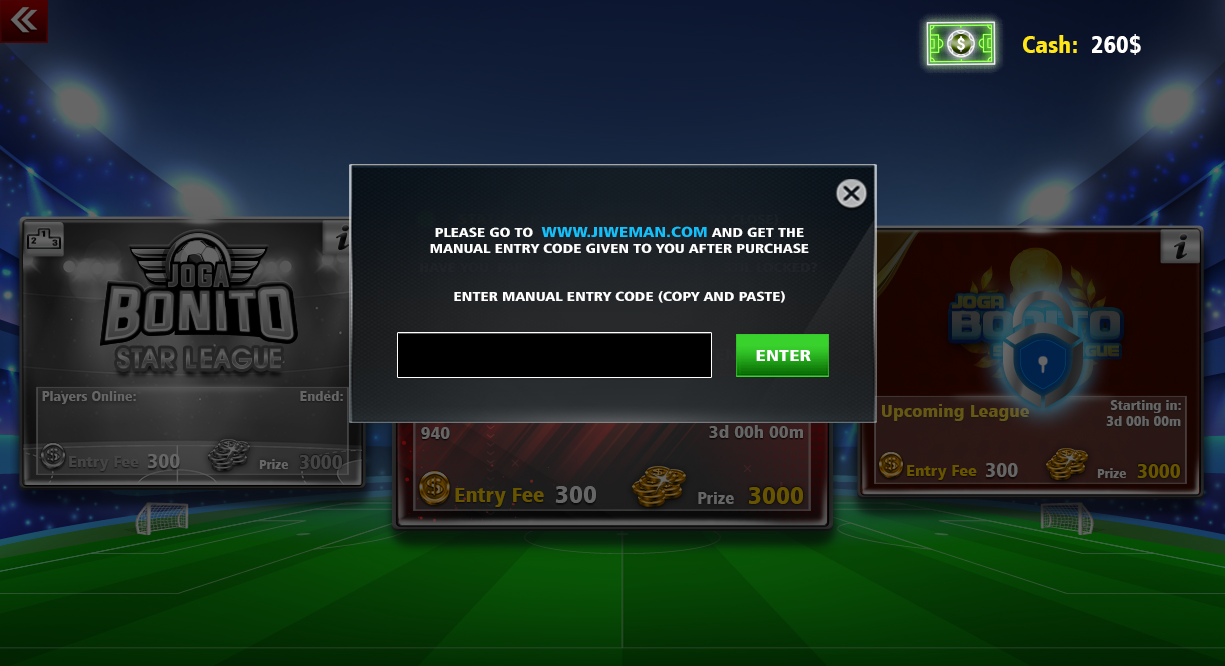 Cash: 260$
PLEASE GO TO WWW.JIWEMAN.COM AND GET THE
MANUAL ENTRY CODE GIVEN TO YOU AFTER PURCHASE
ENTER MANUAL ENTRY CODE (COPY AND PASTE)
ENTER
1 2 3
i
JOGA
BONITO
STAR LEAGUE
Players Online: Ended:
Entry Fee 300 Prize 3000
940 3d 00h 00m
Entry Fee 300 Prize 3000
i
JOGA
Upcoming League Starting in:
3d 00h 00m
Entry Fee 300 Prize 3000